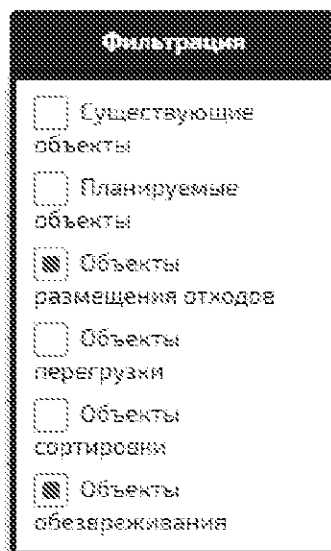 Фильтрация
Существующие
объекты
Планируемые
объекты
Объекты
размещения отходов
Объекты
перегрузки
Объекты
сортировки
Объекты
обезвреживания